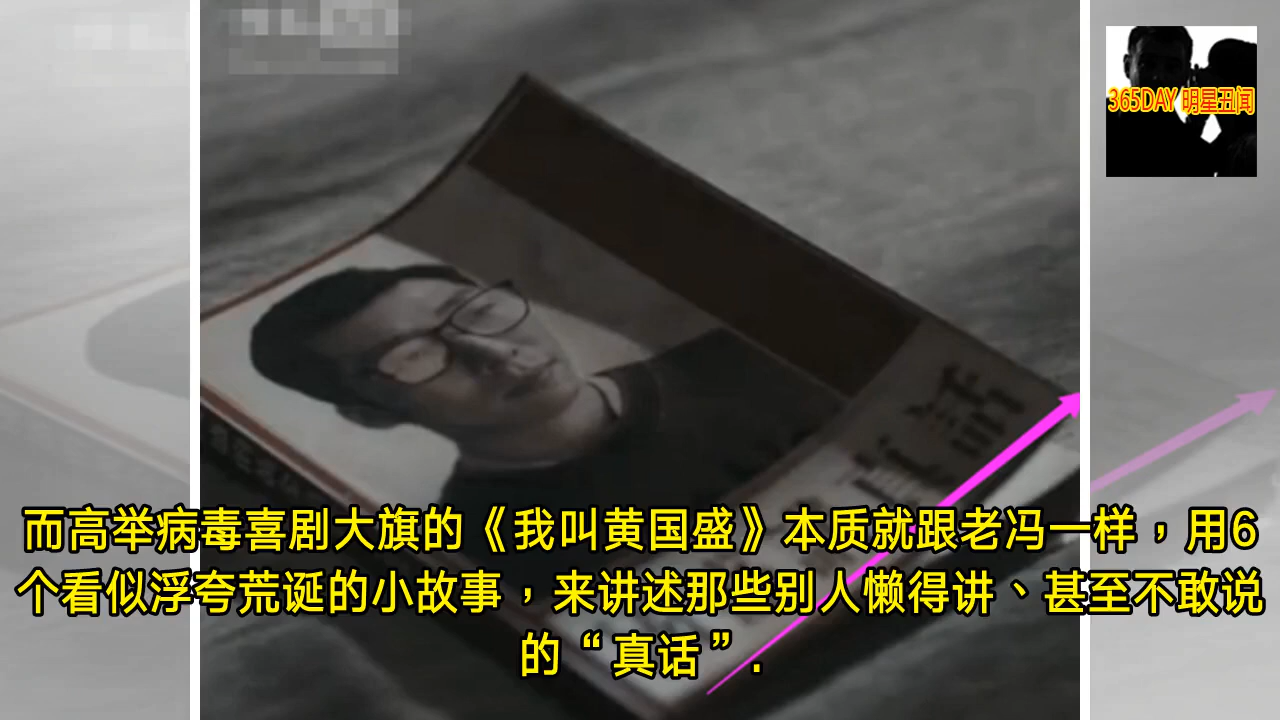 365DAY 明星丑闻
真話
而高举病毒喜剧大旗的《我叫黄国盛》本质就跟老冯一样，用6
个看似浮夸荒诞的小故事，来讲述那些别人懒得讲、甚至不敢说
的“真话”.